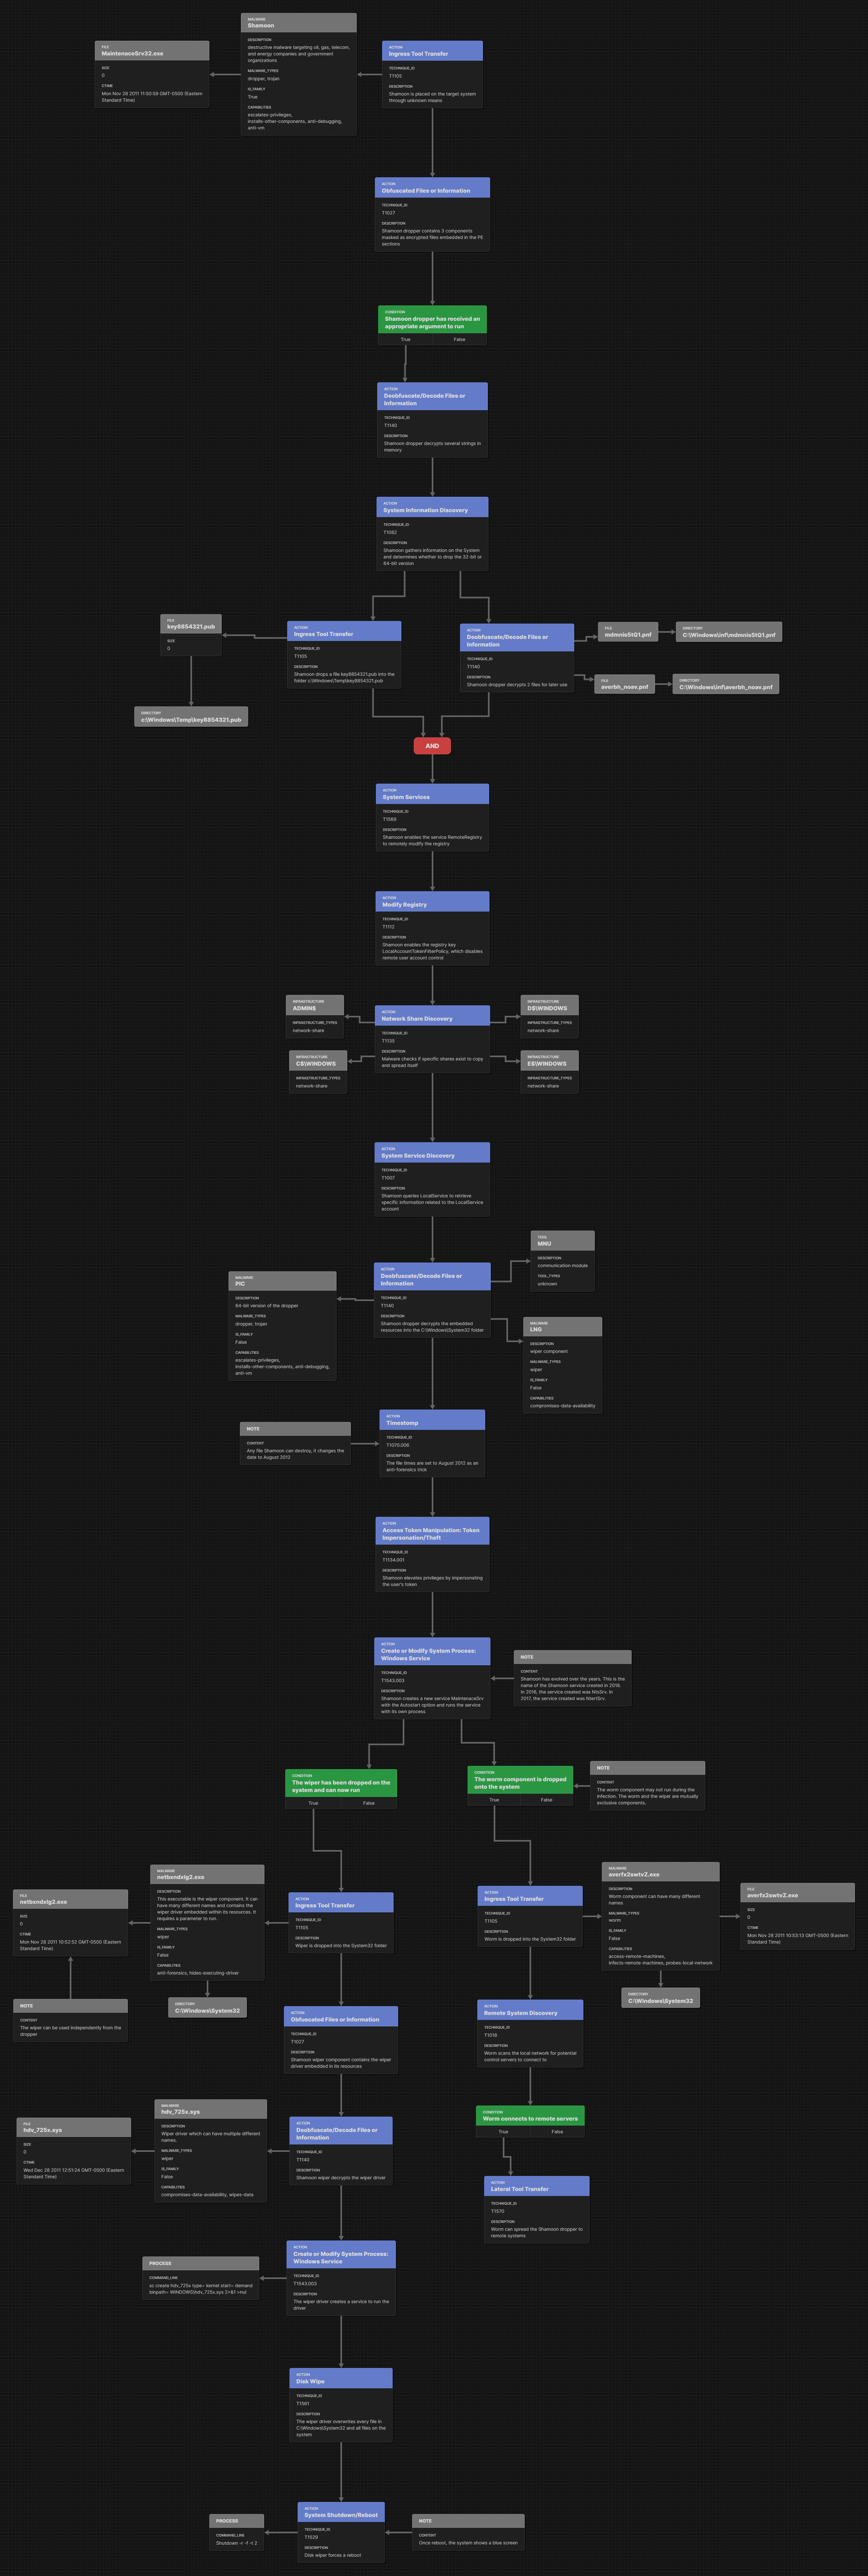 MALWARE
Shamoon
DESCRIPTION
destructive malware targeting oil, gas, telecom,
and energy companies and government
organizations
MALWARE_TYPES
dropper, trojan
IS_FAMILY
True
CAPABILITIES
escalates-privileges,
installs-other-components, anti-debugging,
anti-vm
FILE
MaintenaceSrv32.exe
SIZE
0
CTIME
Mon Nov 28 2011 11:50:59 GMT-0500 (Eastern
Standard Time)
ACTION
Ingress Tool Transfer
TECHNIQUE_ID
T1105
DESCRIPTION
Shamoon is placed on the target system
through unknown means
ACTION
Obfuscated Files or Information
TECHNIQUE_ID
T1027
DESCRIPTION
Shamoon dropper contains 3 components
masked as encrypted files embedded in the PE
sections
CONDITION
Shamoon dropper has received an
appropriate argument to run
True
False
ACTION
Deobfuscate/Decode Files or
Information
TECHNIQUE_ID
T1140
DESCRIPTION
Shamoon dropper decrypts several strings in
memory
ACTION
System Information Discovery
TECHNIQUE_ID
T1082
DESCRIPTION
Shamoon gathers information on the System
and determines whether to drop the 32-bit or
64-bit version
FILE
key8854321.pub
SIZE
0
DIRECTORY
c:\Windows\Temp\key8854321.pub
ACTION
Ingress Tool Transfer
TECHNIQUE_ID
T1105
DESCRIPTION
Shamoon drops a file key8854321.pub into the
folder c:\Windows\Temp\key8854321.pub
ACTION
Deobfuscate/Decode Files or
Information
TECHNIQUE_ID
T1140
DESCRIPTION
Shamoon dropper decrypts 2 files for later use
FILE
mdmnis5tQ1.pnf
DIRECTORY
C:\Windows\inf\mdmnis5tQ1.pnf
FILE
averbh_noav.pnf
DIRECTORY
C:\Windows\inf\averbh_noav.pnf
AND
ACTION
System Services
TECHNIQUE_ID
T1569
DESCRIPTION
Shamoon enables the service RemoteRegistry
to remotely modify the registry
ACTION
Modify Registry
TECHNIQUE_ID
T1112
DESCRIPTION
Shamoon enables the registry key
LocalAccountTokenFilterPolicy, which disables
remote user account control
INFRASTRUCTURE
ADMIN$
INFRASTRUCTURE_TYPES
network-share
INFRASTRUCTURE
C$\WINDOWS
INFRASTRUCTURE_TYPES
network-share
ACTION
Network Share Discovery
TECHNIQUE_ID
T1135
DESCRIPTION
Malware checks if specific shares exist to copy
and spread itself
INFRASTRUCTURE
D$\WINDOWS
INFRASTRUCTURE_TYPES
network-share
INFRASTRUCTURE
E$\WINDOWS
INFRASTRUCTURE_TYPES
network-share
ACTION
System Service Discovery
TECHNIQUE_ID
T1007
DESCRIPTION
Shamoon queries LocalService to retrieve
specific information related to the LocalService
account
TOOL
MNU
DESCRIPTION
communication module
TOOL_TYPES
unknown
MALWARE
PIC
DESCRIPTION
64-bit version of the dropper
MALWARE_TYPES
dropper, trojan
IS_FAMILY
False
CAPABILITIES
escalates-privileges,
installs-other-components, anti-debugging,
anti-vm
ACTION
Deobfuscate/Decode Files or
Information
TECHNIQUE_ID
T1140
DESCRIPTION
Shamoon dropper decrypts the embedded
resources into the C:\Windows\System32 folder
MALWARE
LNG
DESCRIPTION
wiper component
MALWARE_TYPES
wiper
IS_FAMILY
False
CAPABILITIES
compromises-data-availability
NOTE
CONTENT
Any file Shamoon can destroy, it changes the
date to August 2012
ACTION
Timestomp
TECHNIQUE_ID
T1070.006
DESCRIPTION
The file times are set to August 2012 as an
anti-forensics trick
ACTION
Access Token Manipulation: Token
Impersonation/Theft
TECHNIQUE_ID
T1134.001
DESCRIPTION
Shamoon elevates privileges by impersonating
the user's token
ACTION
Create or Modify System Process:
Windows Service
TECHNIQUE_ID
T1543.003
DESCRIPTION
Shamoon creates a new service MaintenaceSrv
with the Autostart option and runs the service
with its own process
NOTE
CONTENT
Shamoon has evolved over the years. This is the
name of the Shamoon service created in 2018.
In 2016, the service created was NtsSrv. In
2017, the service created was NtertSrv.
CONDITION
The wiper has been dropped on the
system and can now run
True
False
CONDITION
The worm component is dropped
onto the system
True
False
NOTE
CONTENT
The worm component may not run during the
infection. The worm and the wiper are mutually
exclusive components.
FILE
netbxndxlg2.exe
SIZE
0
CTIME
Mon Nov 28 2011 10:52:52 GMT-0500 (Eastern
Standard Time)
MALWARE
netbxndxlg2.exe
DESCRIPTION
This executable is the wiper component. It can
have many different names and contains the
wiper driver embedded within its resources. It
requires a parameter to run.
MALWARE_TYPES
wiper
IS_FAMILY
False
CAPABILITIES
anti-forensics, hides-executing-driver
DIRECTORY
C:\Windows\System32
NOTE
CONTENT
The wiper can be used independently from the
dropper
ACTION
Ingress Tool Transfer
TECHNIQUE_ID
T1105
DESCRIPTION
Wiper is dropped into the System32 folder
ACTION
Ingress Tool Transfer
TECHNIQUE_ID
T1105
DESCRIPTION
Worm is dropped into the System32 folder
MALWARE
averfx2swtvZ.exe
DESCRIPTION
Worm component can have many different
names
MALWARE_TYPES
worm
IS_FAMILY
False
CAPABILITIES
access-remote-machines,
infects-remote-machines, probes-local-network
FILE
averfx2swtvZ.exe
SIZE
0
CTIME
Mon Nov 28 2011 10:53:13 GMT-0500 (Eastern
Standard Time)
DIRECTORY
C:\Windows\System32
ACTION
Obfuscated Files or Information
TECHNIQUE_ID
T1027
DESCRIPTION
Shamoon wiper component contains the wiper
driver embedded in its resources
ACTION
Remote System Discovery
TECHNIQUE_ID
T1018
DESCRIPTION
Worm scans the local network for potential
control servers to connect to
CONDITION
Worm connects to remote servers
True
False
FILE
hdv_725x.sys
SIZE
0
CTIME
Wed Dec 28 2011 12:51:24 GMT-0500 (Eastern
Standard Time)
MALWARE
hdv_725x.sys
DESCRIPTION
Wiper driver which can have multiple different
names.
MALWARE_TYPES
wiper
IS_FAMILY
False
CAPABILITIES
compromises-data-availability, wipes-data
ACTION
Deobfuscate/Decode Files or
Information
TECHNIQUE_ID
T1140
DESCRIPTION
Shamoon wiper decrypts the wiper driver
ACTION
Lateral Tool Transfer
TECHNIQUE_ID
T1570
DESCRIPTION
Worm can spread the Shamoon dropper to
remote systems
PROCESS
COMMAND_LINE
sc create hdv_725x type= kernel start= demand
binpath= WINDOWS\hdv_725x.sys 2>&1 >nul
ACTION
Create or Modify System Process:
Windows Service
TECHNIQUE_ID
T1543.003
DESCRIPTION
The wiper driver creates a service to run the
driver
ACTION
Disk Wipe
TECHNIQUE_ID
T1561
DESCRIPTION
The wiper driver overwrites every file in
C:\Windows\System32 and all files on the
system
PROCESS
COMMAND_LINE
Shutdown -r -f -t 2
ACTION
System Shutdown/Reboot
TECHNIQUE_ID
T1529
DESCRIPTION
Disk wiper forces a reboot
NOTE
CONTENT
Once reboot, the system shows a blue screen